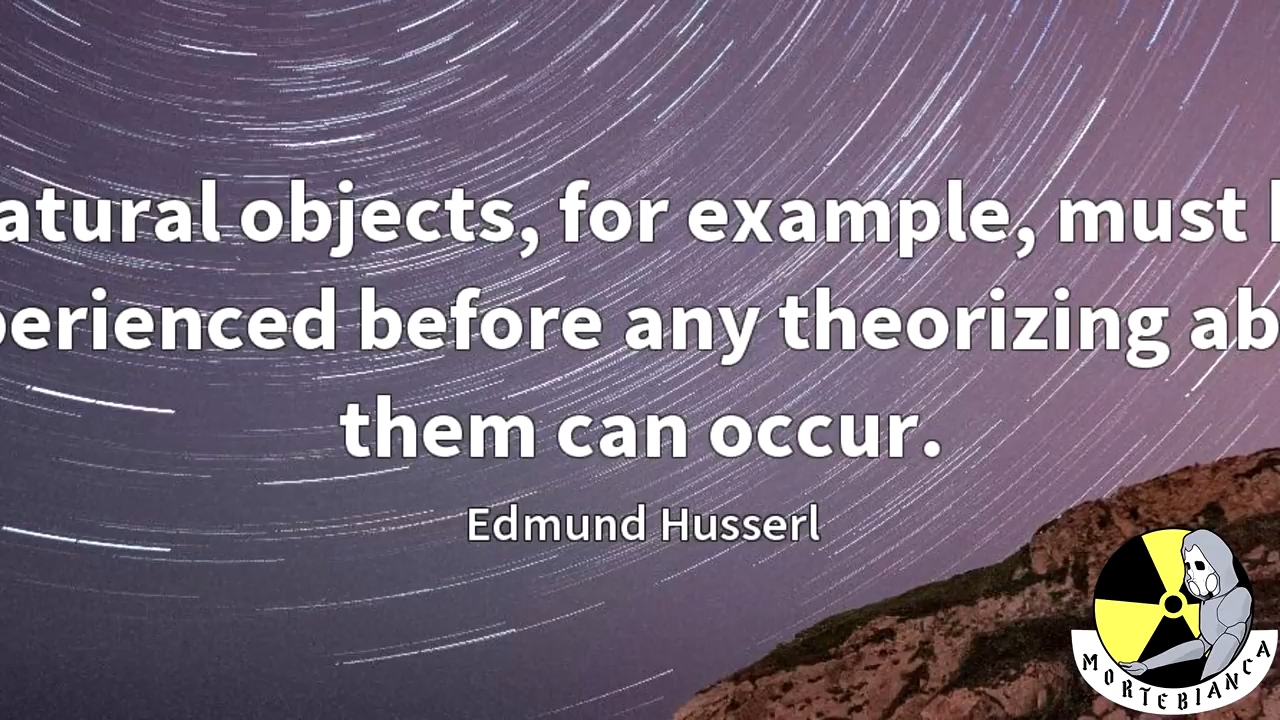 atural objects, for example, must
perienced before any theorizing ab
them can occur.
Edmund Husserl
MORTEBIANCA